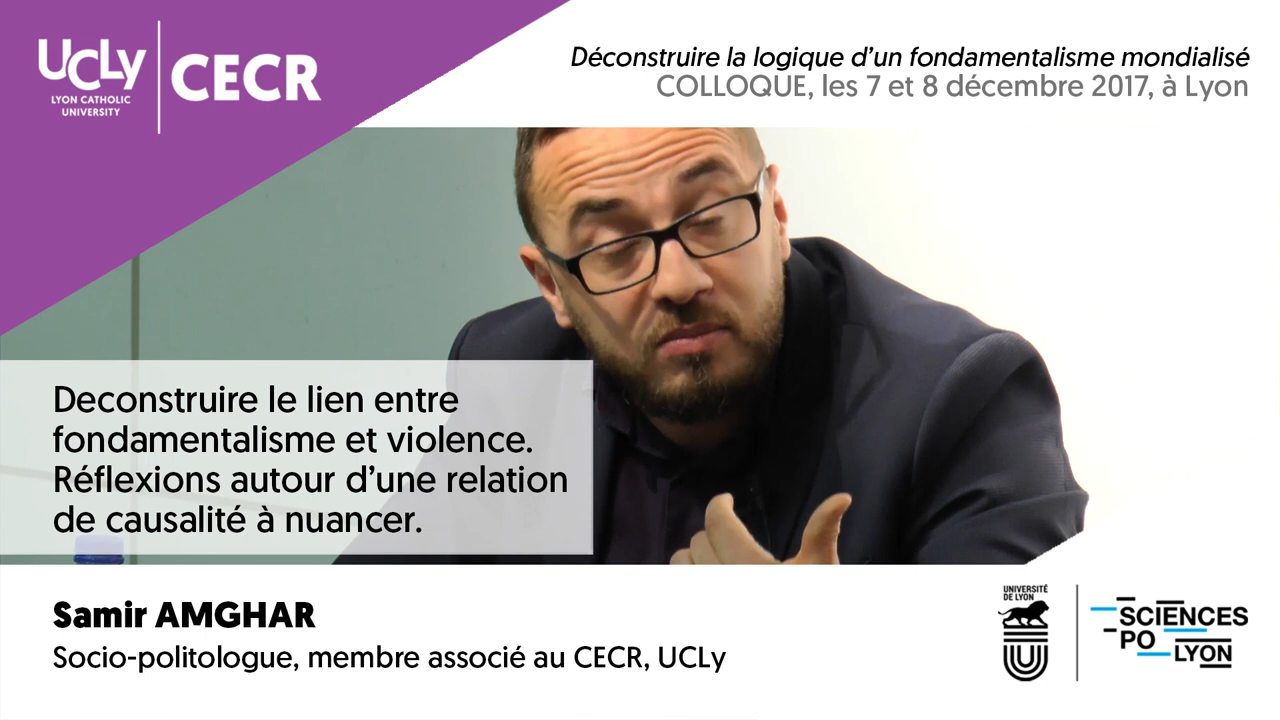 UCLy
LYON CATHOLIC
UNIVERSITY
CECR
Déconstruire la logique d'un fondamentalisme mondialisé
COLLOQUE, les 7 et 8 décembre 2017, à Lyon
Deconstruire le lien entre
fondamentalisme et violence.
Réflexions autour d'une relation
de causalité à nuancer.
Samir AMGHAR
Socio-politologue, membre associé au CECR, UCLy
UNIVERSITÉ
DE LYON
SCIENCES
PO
LYON